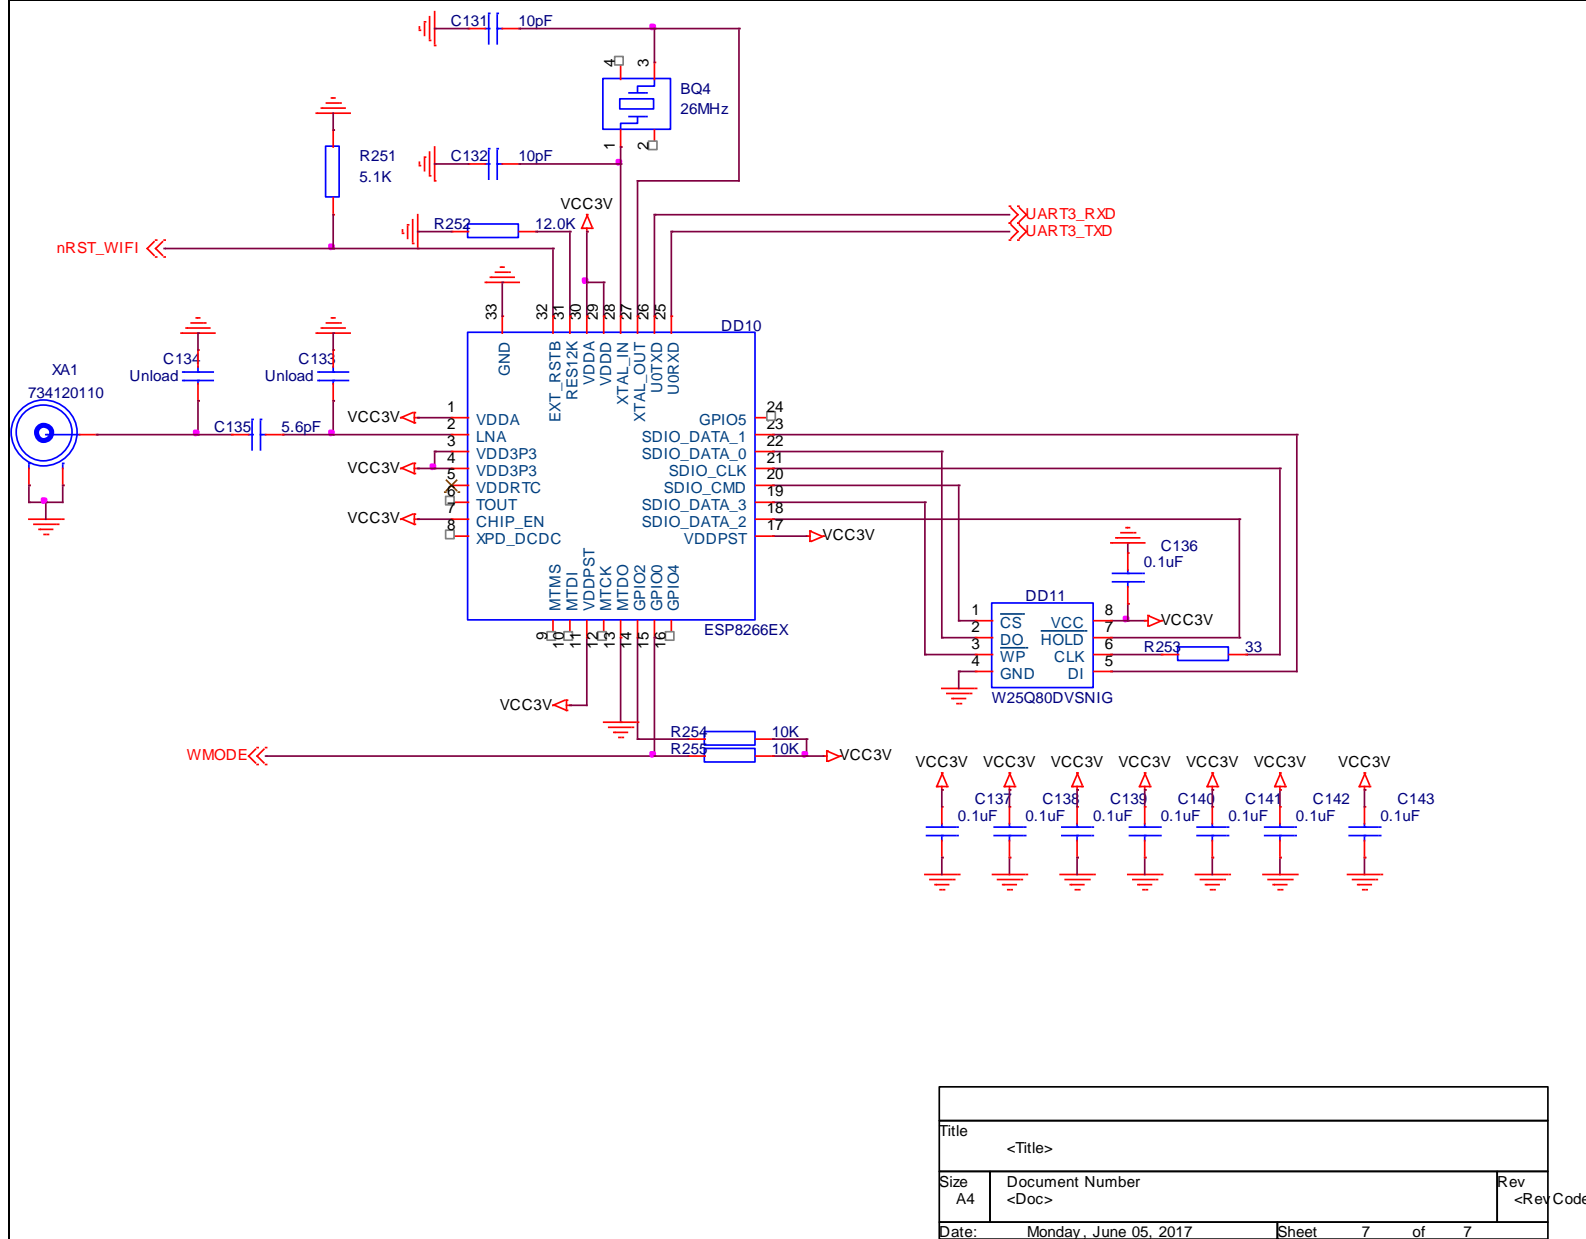 C131 10pF
4 3
BQ4
26MHz
1 2
C132 10pF
R251
5.1K
VCC3V
R252 12.0K
UART3_RXD
UART3_TXD
nRST_WIFI
33 32 31 30 29 28 27 26 25
DD10
GND EXT_RSTB RES12K VDDA VDDD XTAL_IN XTAL_OUT U0TXD U0RXD
C134
Unload
C133
Unload
XA1
734120110
C135 5.6pF
VCC3V 1 VDDA
2 LNA
3 VDD3P3
VCC3V 4 VDD3P3
5 VDDRTC
6 TOUT
VCC3V 7 CHIP_EN
8 XPD_DCDC
GPIO5 24
SDIO_DATA_1 23
SDIO_DATA_0 22
SDIO_CLK 21
SDIO_CMD 20
SDIO_DATA_3 19
SDIO_DATA_2 18
VDDPST 17 VCC3V
MTMS MTDI VDDPST MTCK MTDO GPIO2 GPIO0 GPIO4
9 10 11 12 13 14 15 16
ESP8266EX
C136
0.1uF
DD11
1 CS VCC 8 VCC3V
2 DO HOLD 7
3 WP CLK 6 R253 33
4 GND DI 5
W25Q80DVSNIG
VCC3V
R254 10K
WMODE R255 10K VCC3V
VCC3V VCC3V VCC3V VCC3V VCC3V VCC3V VCC3V
C137 C138 C139 C140 C141 C142 C143
0.1uF 0.1uF 0.1uF 0.1uF 0.1uF 0.1uF 0.1uF
Title
<Title>
Size Document Number Rev
A4 <Doc> <RevCode
Date: Monday, June 05, 2017 Sheet 7 of 7